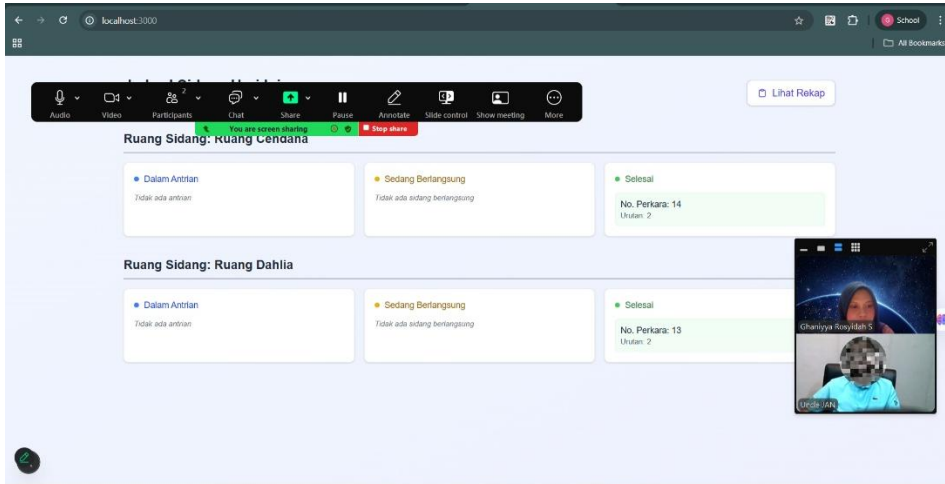 localhost:3000
School
All Bookmarks
2
Audio
Video
Participants
Chat
Share
Pause
Annotate
Slide control
Show meeting
More
You are screen sharing
Stop share
Lihat Rekap
Ruang Sidang: Ruang Cendana
Dalam Antrian
Tidak ada antrian
Sedang Berlangsung
Tidak ada sidang berlangsung
Selesai
No. Perkara: 14
Urutan: 2
Ruang Sidang: Ruang Dahlia
Dalam Antrian
Tidak ada antrian
Sedang Berlangsung
Tidak ada sidang berlangsung
Selesai
No. Perkara: 13
Urutan: 2
Ghaniyya Rosyidah S
Uncle JAN